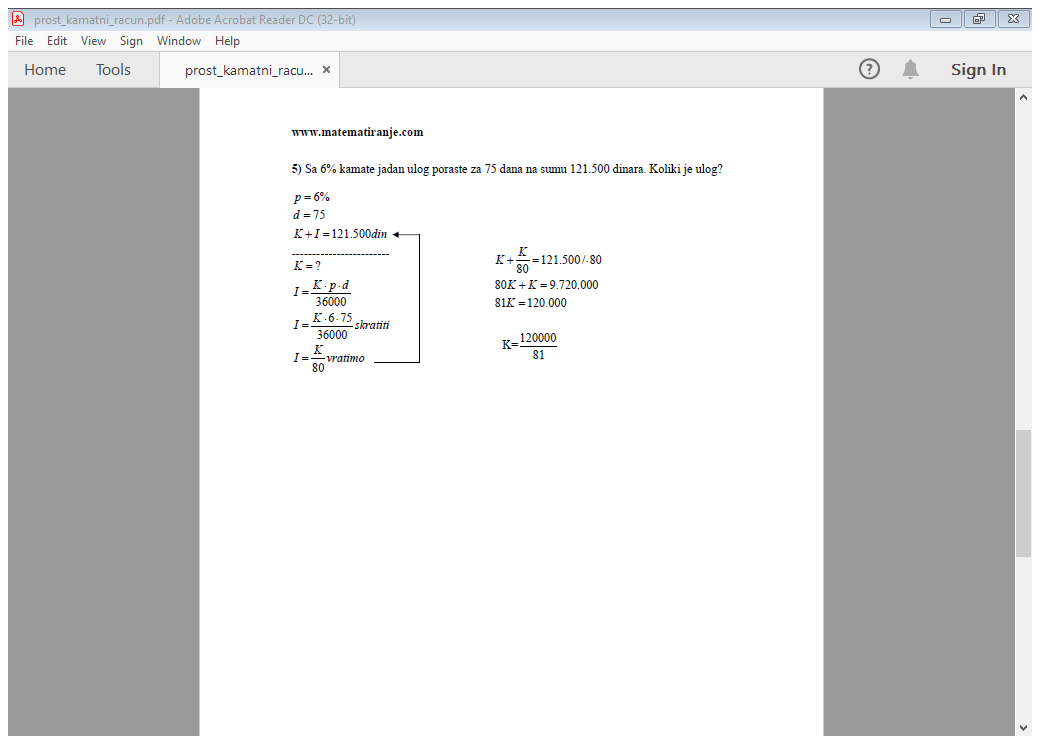 prost_kamatni_racun.pdf - Adobe Acrobat Reader DC (32-bit)
File Edit View Sign Window Help
Home Tools prost_kamatni_racu... × ? Sign In
www.matematiranje.com
5) Sa 6% kamate jadan ulog poraste za 75 dana na sumu 121.500 dinara. Koliki je ulog?
p = 6%
d = 75
K + I = 121.500din
------------------------
K = ?
I = K · p · d / 36000
I = K · 6 · 75 / 36000 skratiti
I = K / 80 vratimo
K + K / 80 = 121.500 / · 80
80K + K = 9.720.000
81K = 120.000
K= 120000 / 81